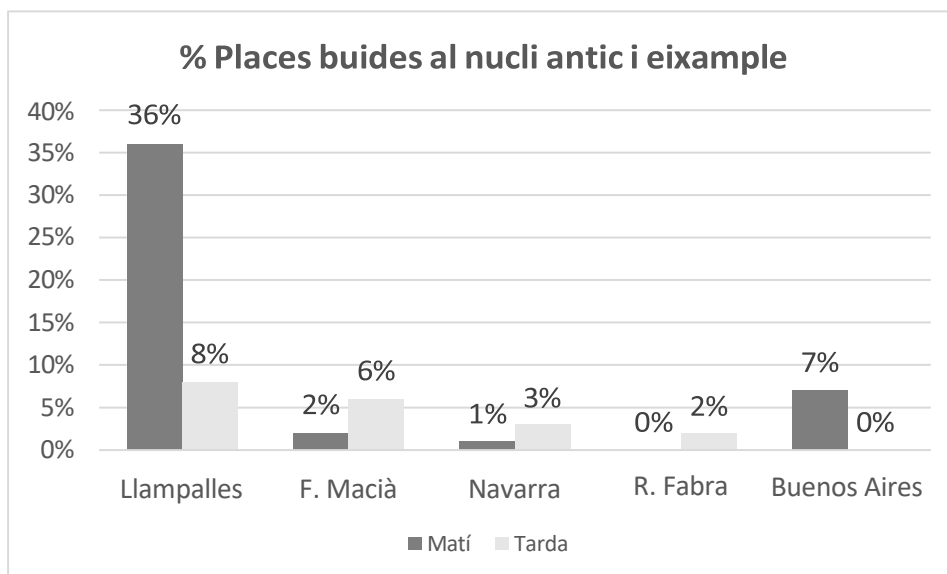 % Places buides al nucli antic i eixample
40%
35%
30%
25%
20%
15%
10%
5%
0%
36%
8%
2%
6%
1%
3%
0%
2%
7%
0%
Llampalles
F. Macià
Navarra
R. Fabra
Buenos Aires
Matí
Tarda